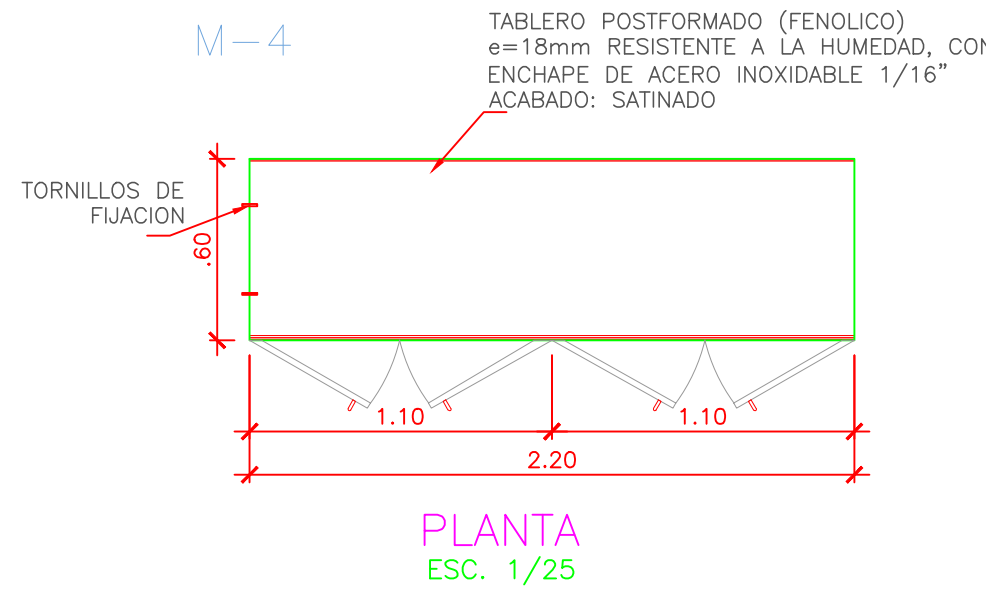 M-4
TABLERO POSTFORMADO (FENOLICO)
e=18mm RESISTENTE A LA HUMEDAD, CON
ENCHAPE DE ACERO INOXIDABLE 1/16”
ACABADO: SATINADO
TORNILLOS DE
FIJACION
.60
1.10
1.10
2.20
PLANTA
ESC. 1/25